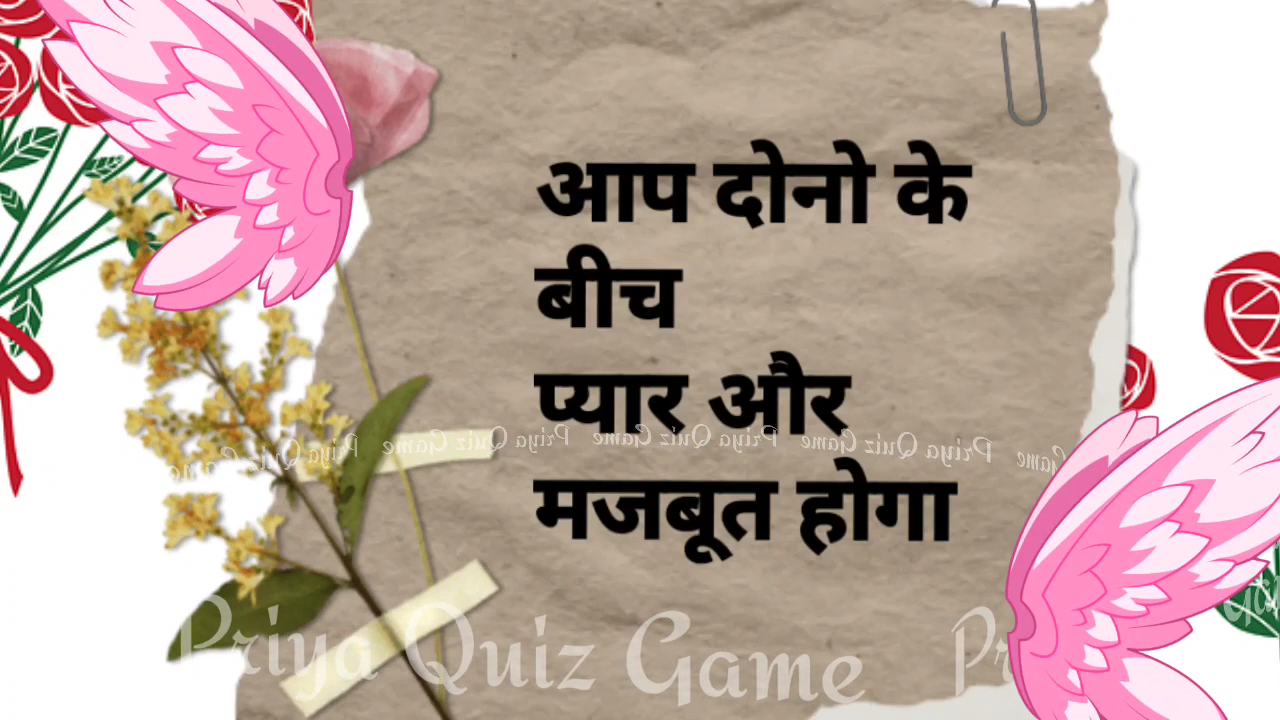 आप दोनो के
बीच
प्यार और
मजबूत होगा
Priya Quiz Game